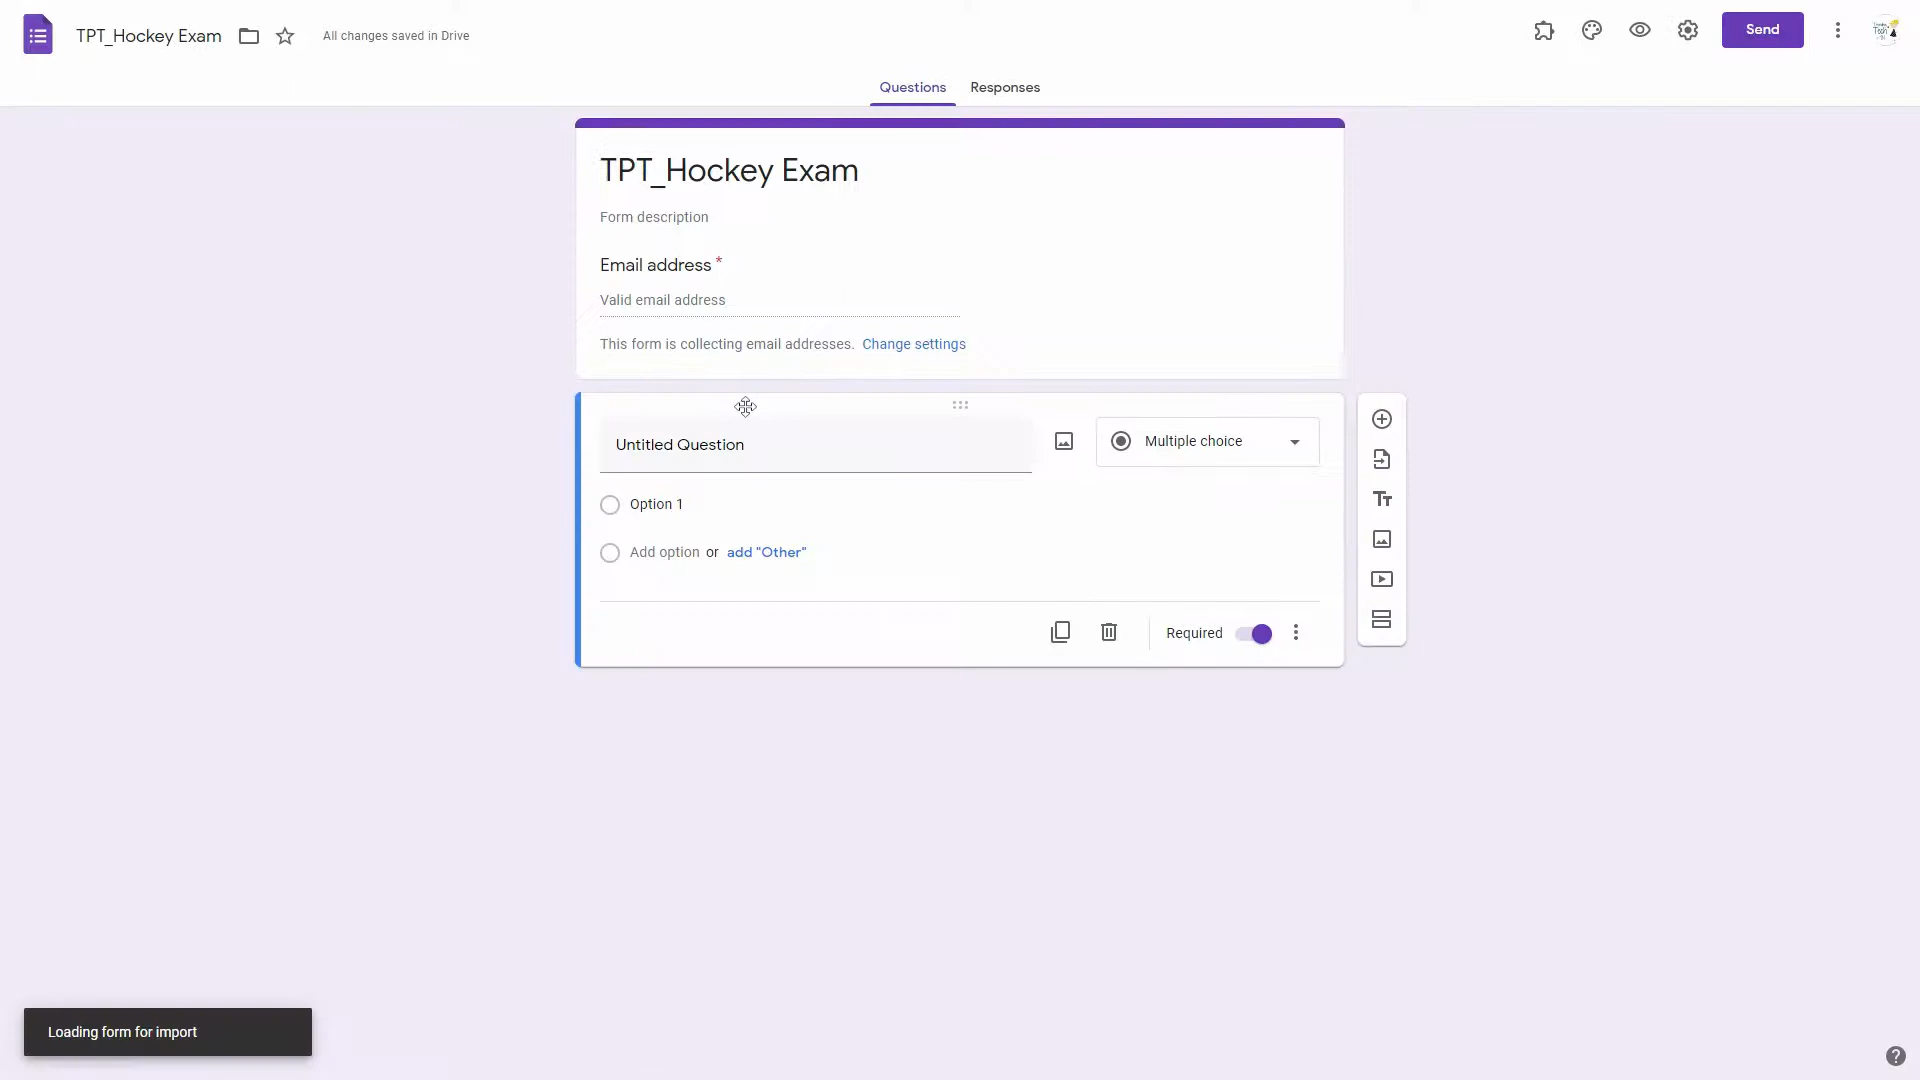 TPT_Hockey Exam
All changes saved in Drive
Send
Questions
Responses
TPT_Hockey Exam
Form description
Email address *
Valid email address
This form is collecting email addresses. Change settings
Untitled Question
Multiple choice
Option 1
Add option or add "Other"
Required
Loading form for import